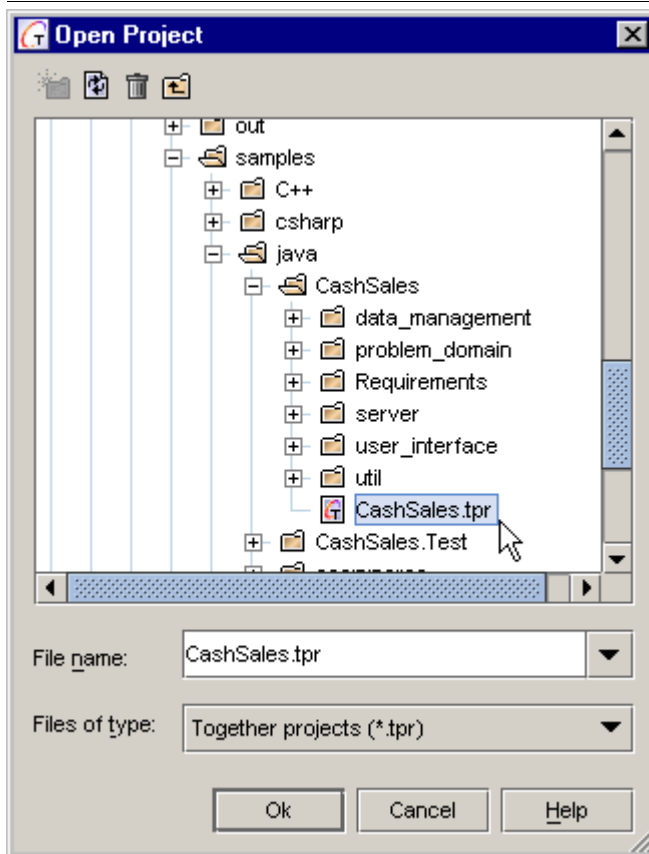 Open Project
out
samples
C++
csharp
java
CashSales
data_management
problem_domain
Requirements
server
user_interface
util
CashSales.tpr
CashSales.Test
File name: CashSales.tpr
Files of type: Together projects (*.tpr)
Ok Cancel Help